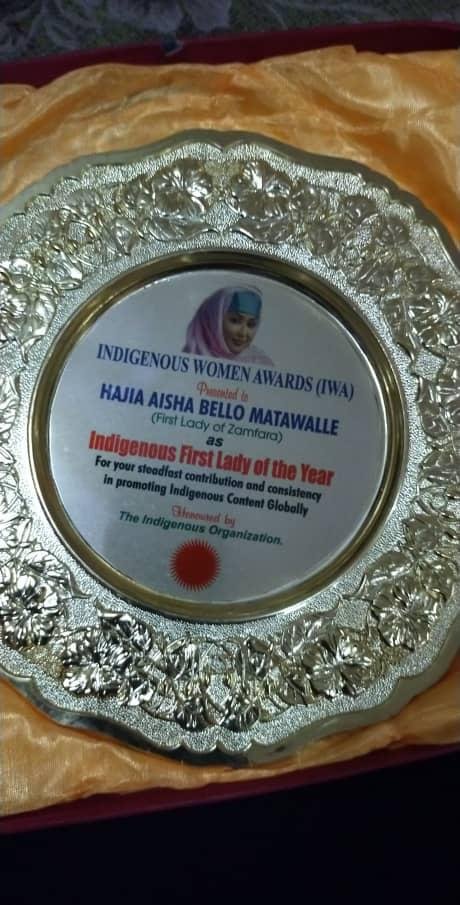 INDIGENOUS WOMEN AWARDS (IWA)
Presented to
HAJIA AISHA BELLO MATAWALLE
(First Lady of Zamfara)
as
Indigenous First Lady of the Year
For your steadfast contribution and consistency
in promoting Indigenous Content Globally
Honoured by
The Indigenous Organization.